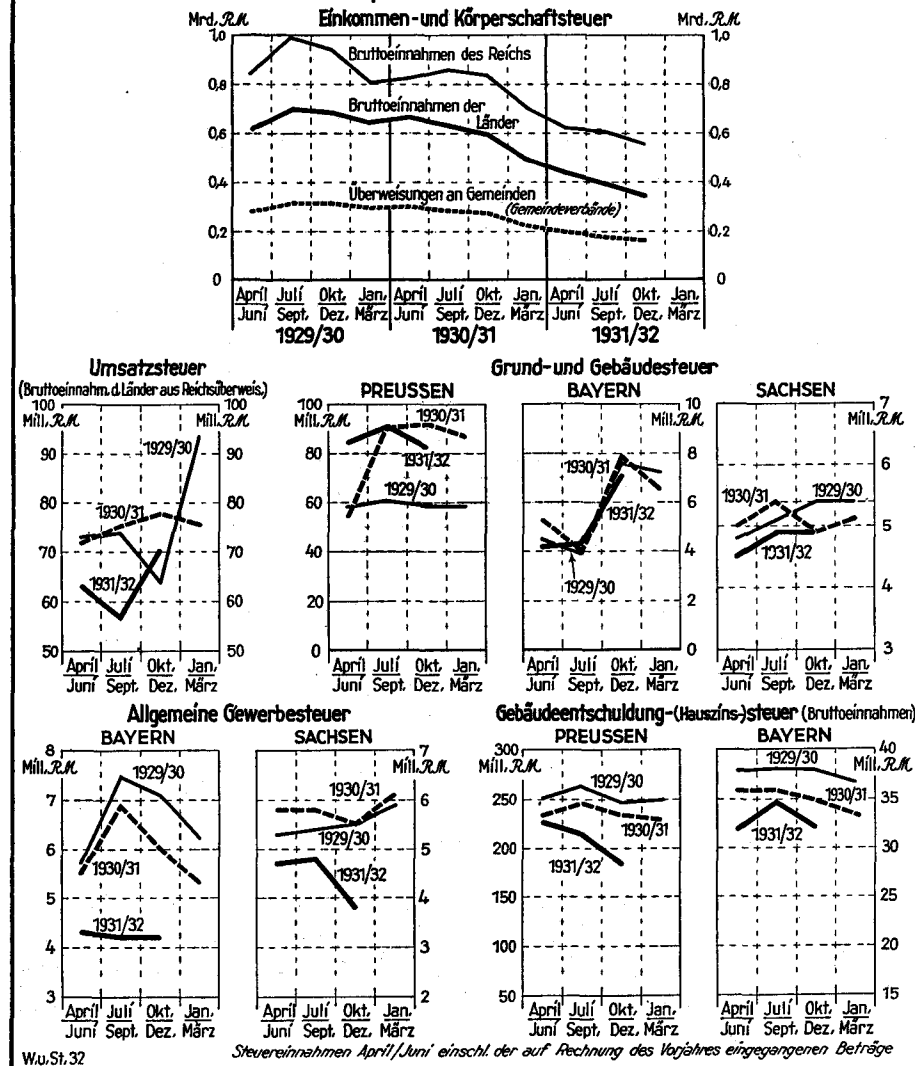 Einkommen- und Körperschaftsteuer
Mrd. RM Mrd. RM
1,0 1,0
0,8 0,8
0,6 0,6
0,4 0,4
0,2 0,2
0 0
Bruttoeinnahmen des Reichs
Bruttoeinnahmen der
Länder
Überweisungen an Gemeinden
(Gemeindeverbände)
April Juli Okt. Jan. April Juli Okt. Jan. April Juli Okt. Jan.
Juni Sept. Dez. März Juni Sept. Dez. März Juni Sept. Dez. März
1929/30 1930/31 1931/32
Umsatzsteuer
(Bruttoeinnahm. d. Länder aus Reichsüberweis.)
100 100
Mill. RM Mill. RM
90 90
80 80
70 70
60 60
50 50
1929/30
1930/31
1931/32
April Juli Okt. Jan.
Juni Sept. Dez. März
Grund- und Gebäudesteuer
PREUSSEN
100
Mill. RM
80
60
40
20
0
1930/31
1931/32
1929/30
April Juli Okt. Jan.
Juni Sept. Dez. März
BAYERN
10
Mill. RM
8
6
4
2
0
1930/31
1931/32
1929/30
April Juli Okt. Jan.
Juni Sept. Dez. März
SACHSEN
7
Mill. RM
6
5
4
3
1930/31
1929/30
1931/32
April Juli Okt. Jan.
Juni Sept. Dez. März
Allgemeine Gewerbesteuer
BAYERN
8
Mill. RM
7
6
5
4
3
1929/30
1930/31
1931/32
April Juli Okt. Jan.
Juni Sept. Dez. März
SACHSEN
7
Mill. RM
6
5
4
3
2
1930/31
1929/30
1931/32
April Juli Okt. Jan.
Juni Sept. Dez. März
Gebäudeentschuldung-(Hauszins-)steuer (Bruttoeinnahmen)
PREUSSEN
300
Mill. RM
250
200
150
100
50
1929/30
1930/31
1931/32
April Juli Okt. Jan.
Juni Sept. Dez. März
BAYERN
40
Mill. RM
35
30
25
20
15
1929/30
1930/31
1931/32
April Juli Okt. Jan.
Juni Sept. Dez. März
W.u.St. 32
Steuereinnahmen April/Juni einschl. der auf Rechnung des Vorjahres eingegangenen Beträge